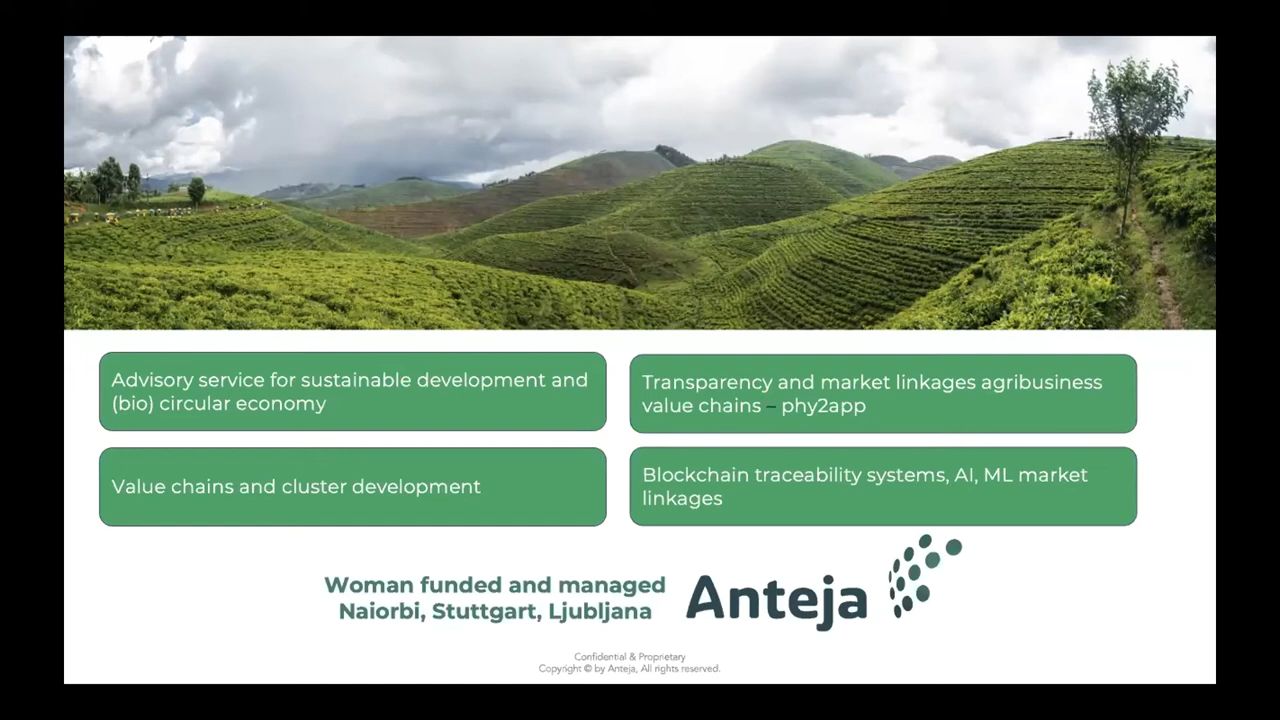 Advisory service for sustainable development and
(bio) circular economy
Transparency and market linkages agribusiness
value chains – phy2app
Value chains and cluster development
Blockchain traceability systems, AI, ML market
linkages
Woman funded and managed
Naiorbi, Stuttgart, Ljubljana
Anteja
Confidential & Proprietary
Copyright © by Anteja, All rights reserved.